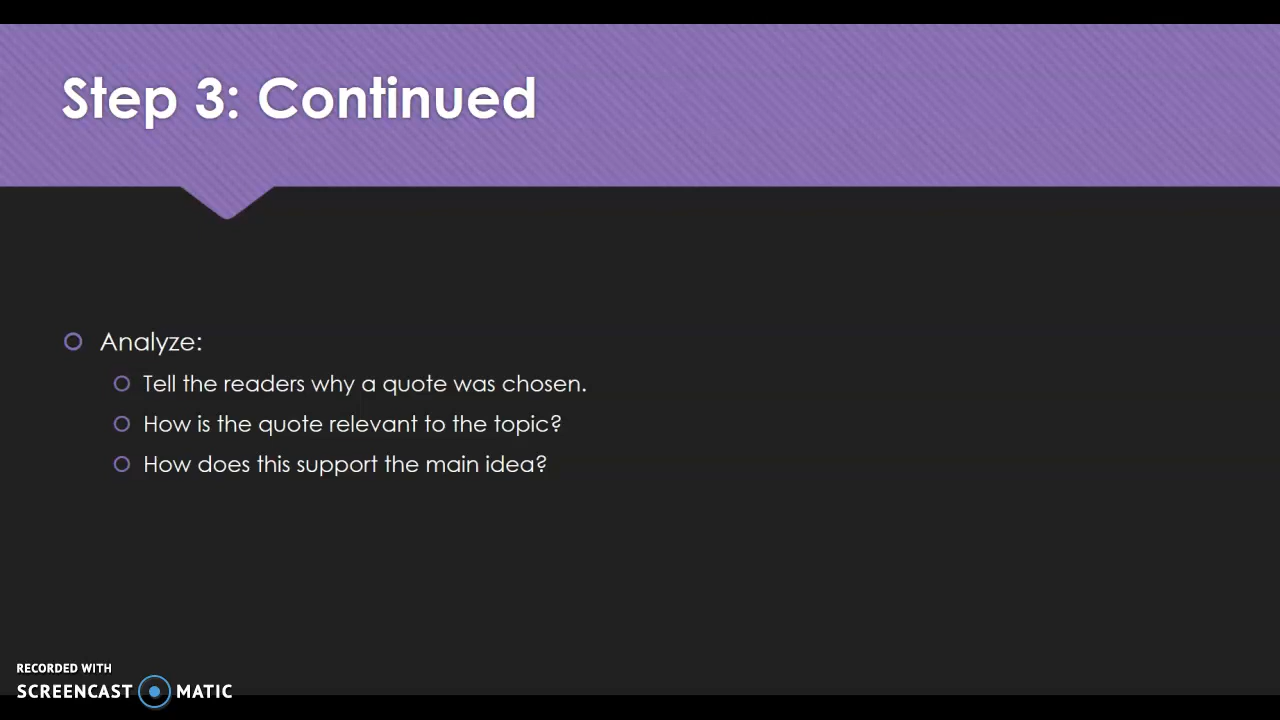 Step 3: Continued
Analyze:
Tell the readers why a quote was chosen.
How is the quote relevant to the topic?
How does this support the main idea?
RECORDED WITH
SCREENCAST MATIC